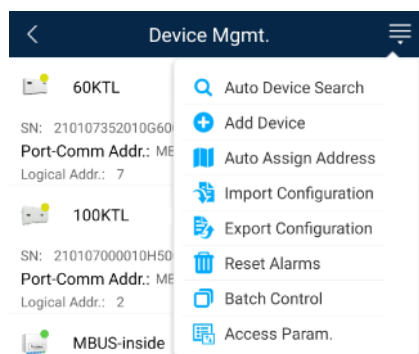 Device Mgmt.
60KTL
SN: 210107352010G60
Port-Comm Addr.: ME
Logical Addr.: 7
100KTL
SN: 210107000010H50
Port-Comm Addr.: ME
Logical Addr.: 2
MBUS-inside
Auto Device Search
Add Device
Auto Assign Address
Import Configuration
Export Configuration
Reset Alarms
Batch Control
Access Param.